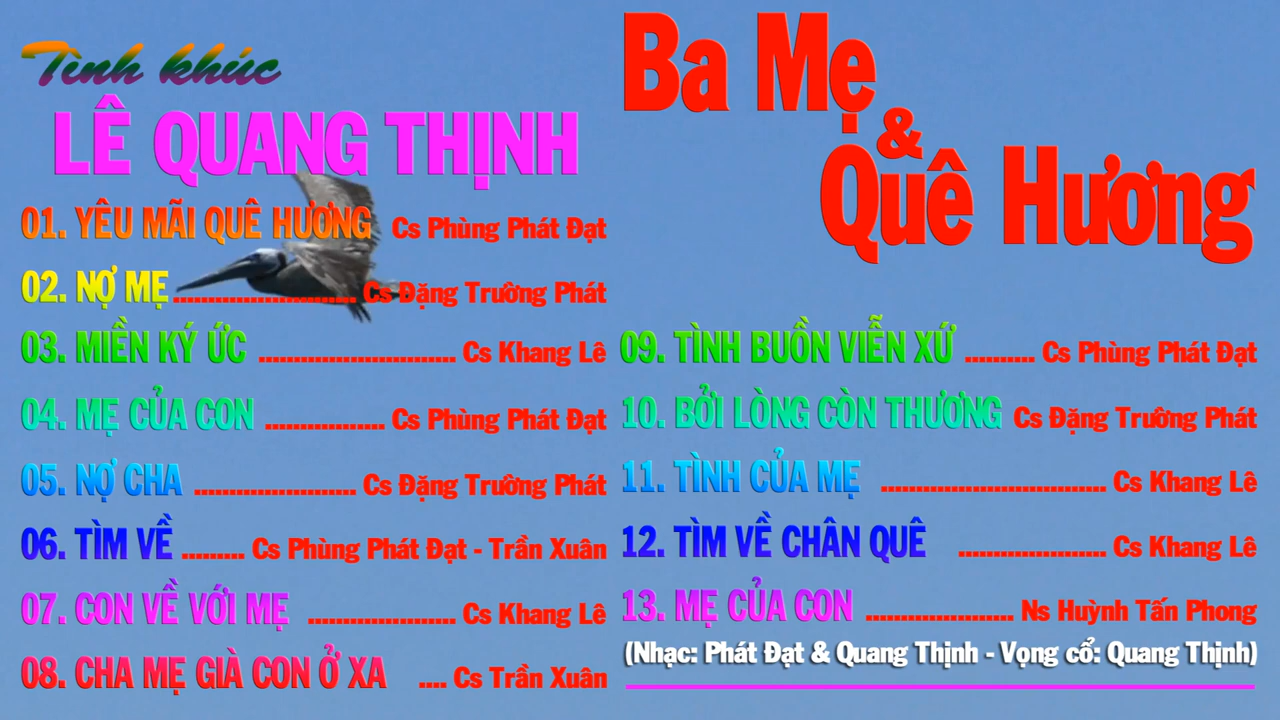 Tình khúc
LÊ QUANG THỊNH
Ba Mẹ
&
Quê Hương
01. YÊU MÃI QUÊ HƯƠNG Cs Phùng Phát Đạt
02. NỢ MẸ .......................... Cs Đặng Trường Phát
03. MIỀN KÝ ỨC ............................ Cs Khang Lê
04. MẸ CỦA CON ................. Cs Phùng Phát Đạt
05. NỢ CHA ....................... Cs Đặng Trường Phát
06. TÌM VỀ ......... Cs Phùng Phát Đạt - Trần Xuân
07. CON VỀ VỚI MẸ ..................... Cs Khang Lê
08. CHA MẸ GIÀ CON Ở XA .... Cs Trần Xuân
09. TÌNH BUỒN VIỄN XỨ .......... Cs Phùng Phát Đạt
10. BỞI LÒNG CÒN THƯƠNG Cs Đặng Trường Phát
11. TÌNH CỦA MẸ ................................ Cs Khang Lê
12. TÌM VỀ CHÂN QUÊ ..................... Cs Khang Lê
13. MẸ CỦA CON ..................... Ns Huỳnh Tấn Phong
(Nhạc: Phát Đạt & Quang Thịnh - Vọng cổ: Quang Thịnh)